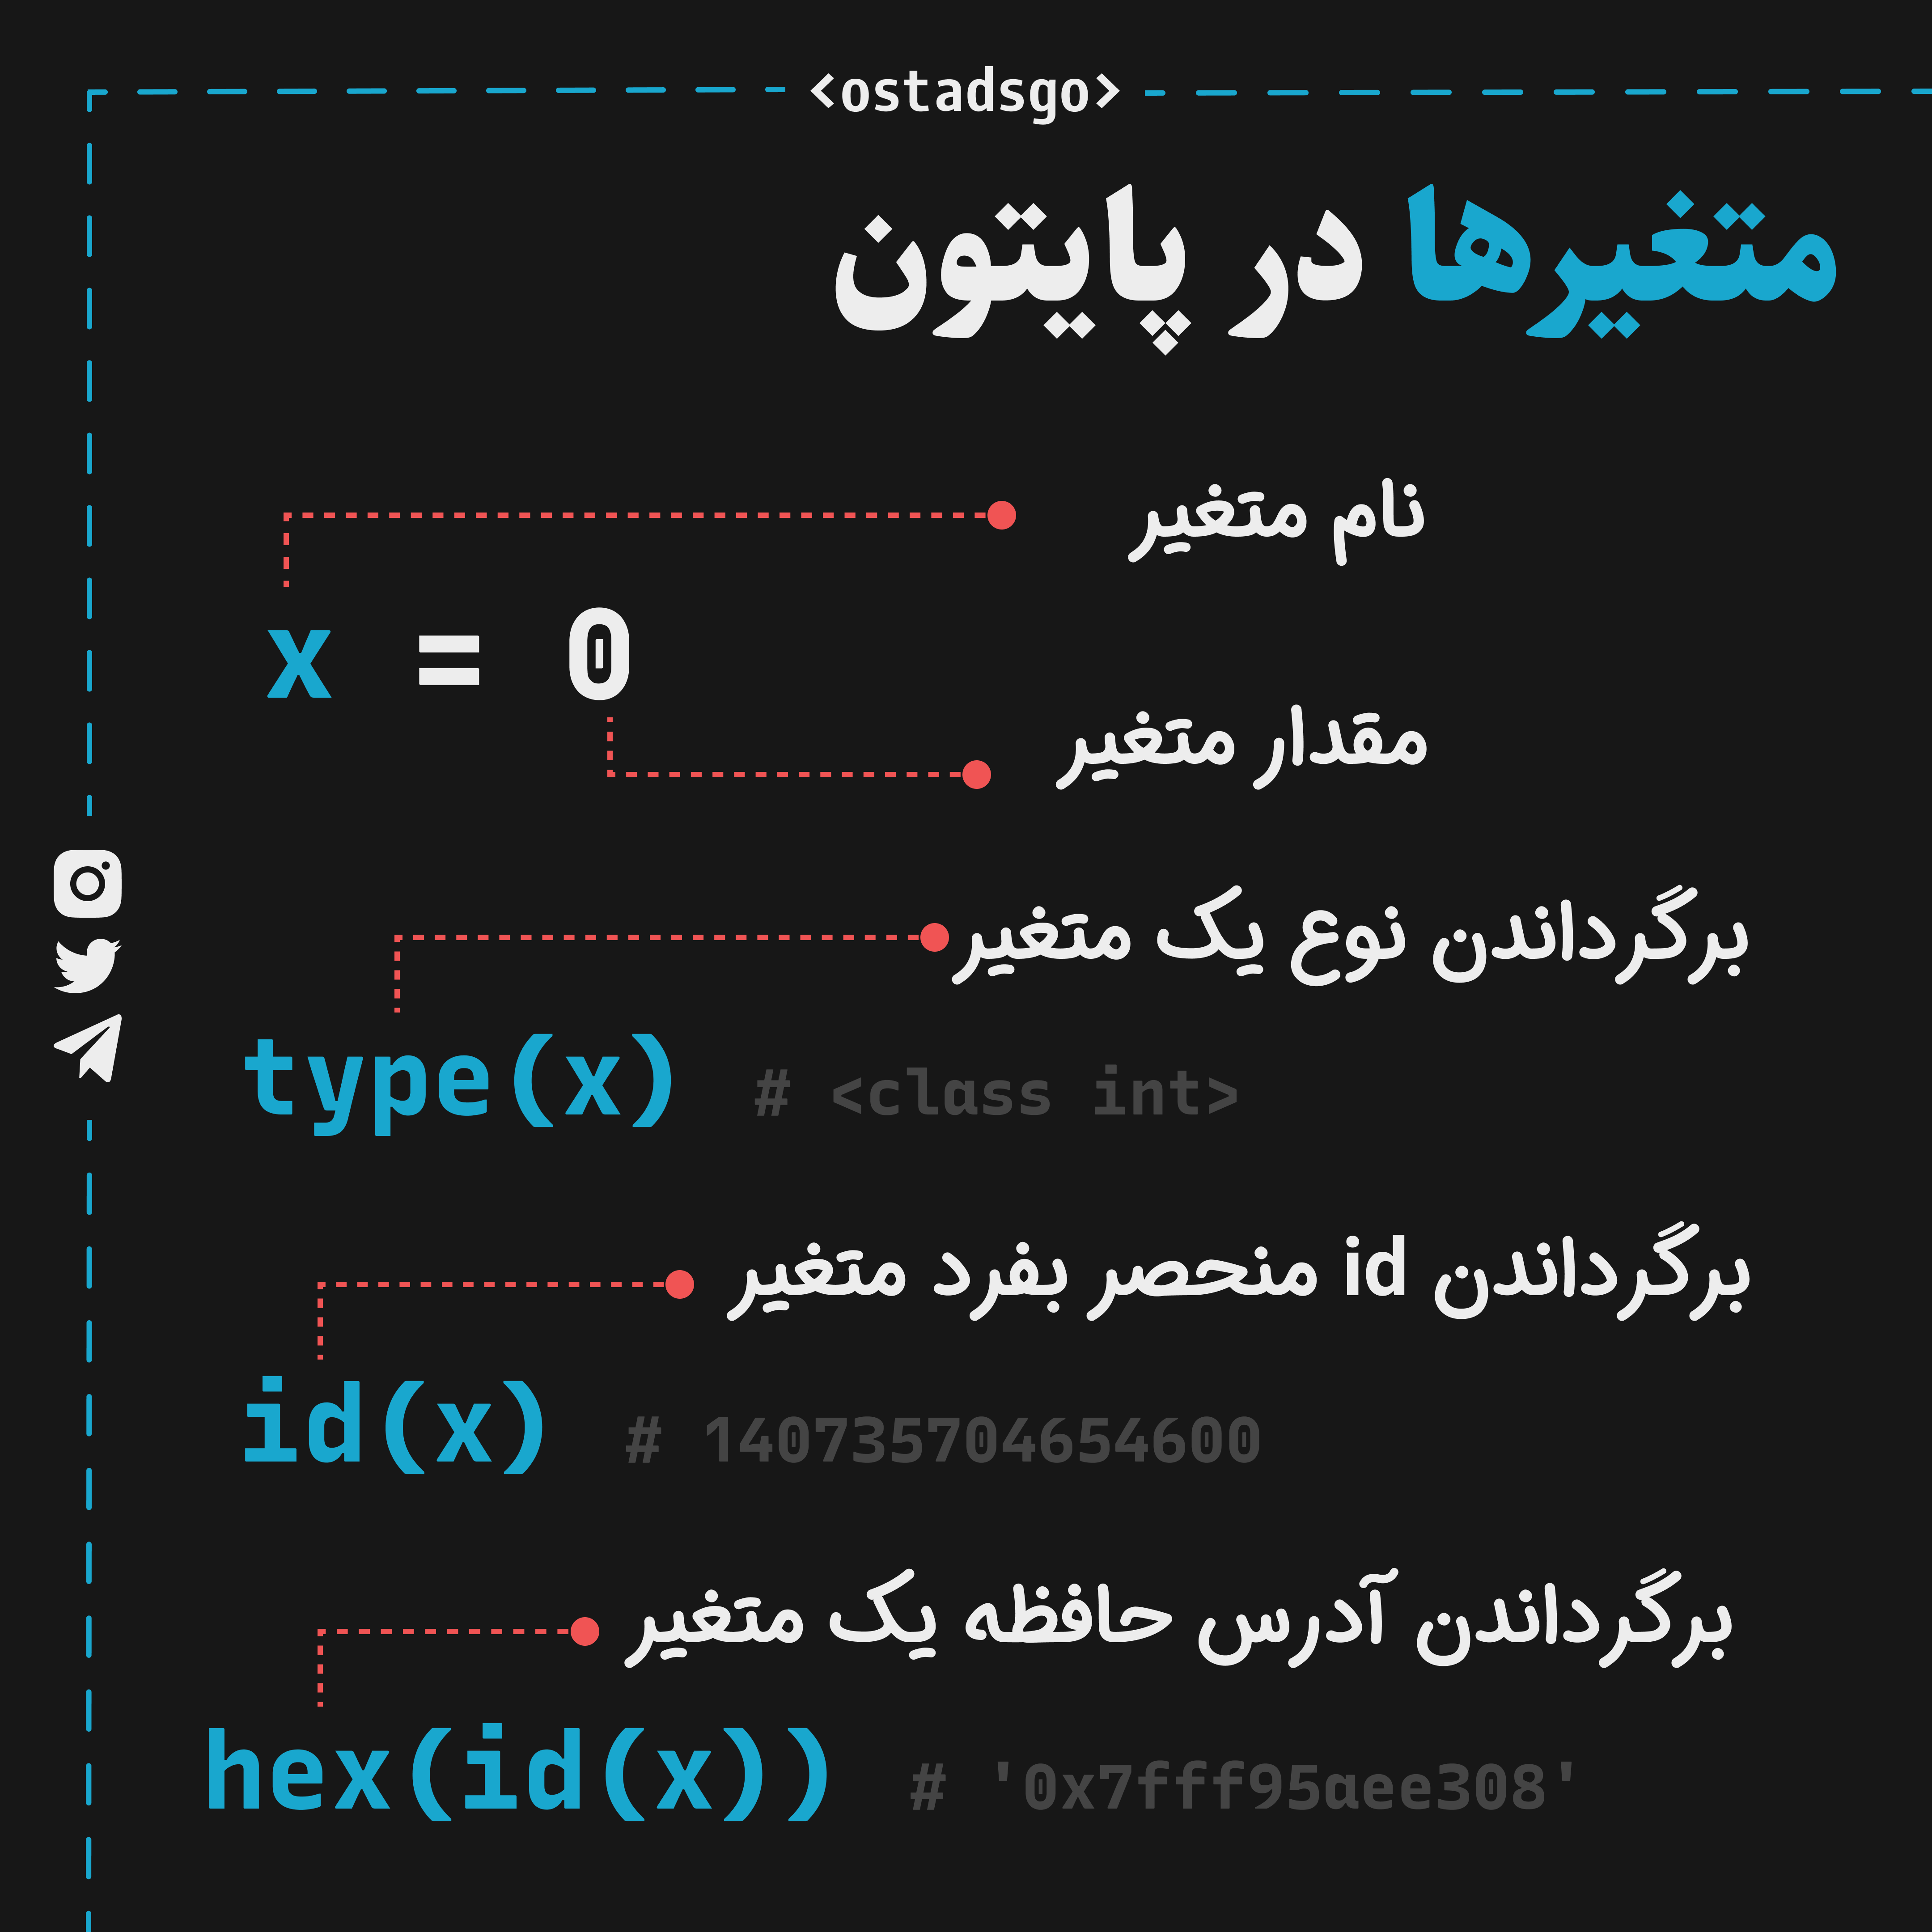 <ostadsgo>
متغیرها در پایتون
نام متغیر
x = 0
مقدار متغیر
برگرداندن نوع یک متغیر
type(x) # <class int>
برگرداندن id منحصر بفرد متغیر
id(x) # 140735704654600
برگرداندن آدرس حافظه یک متغیر
hex(id(x)) # '0x7fff95aee308'